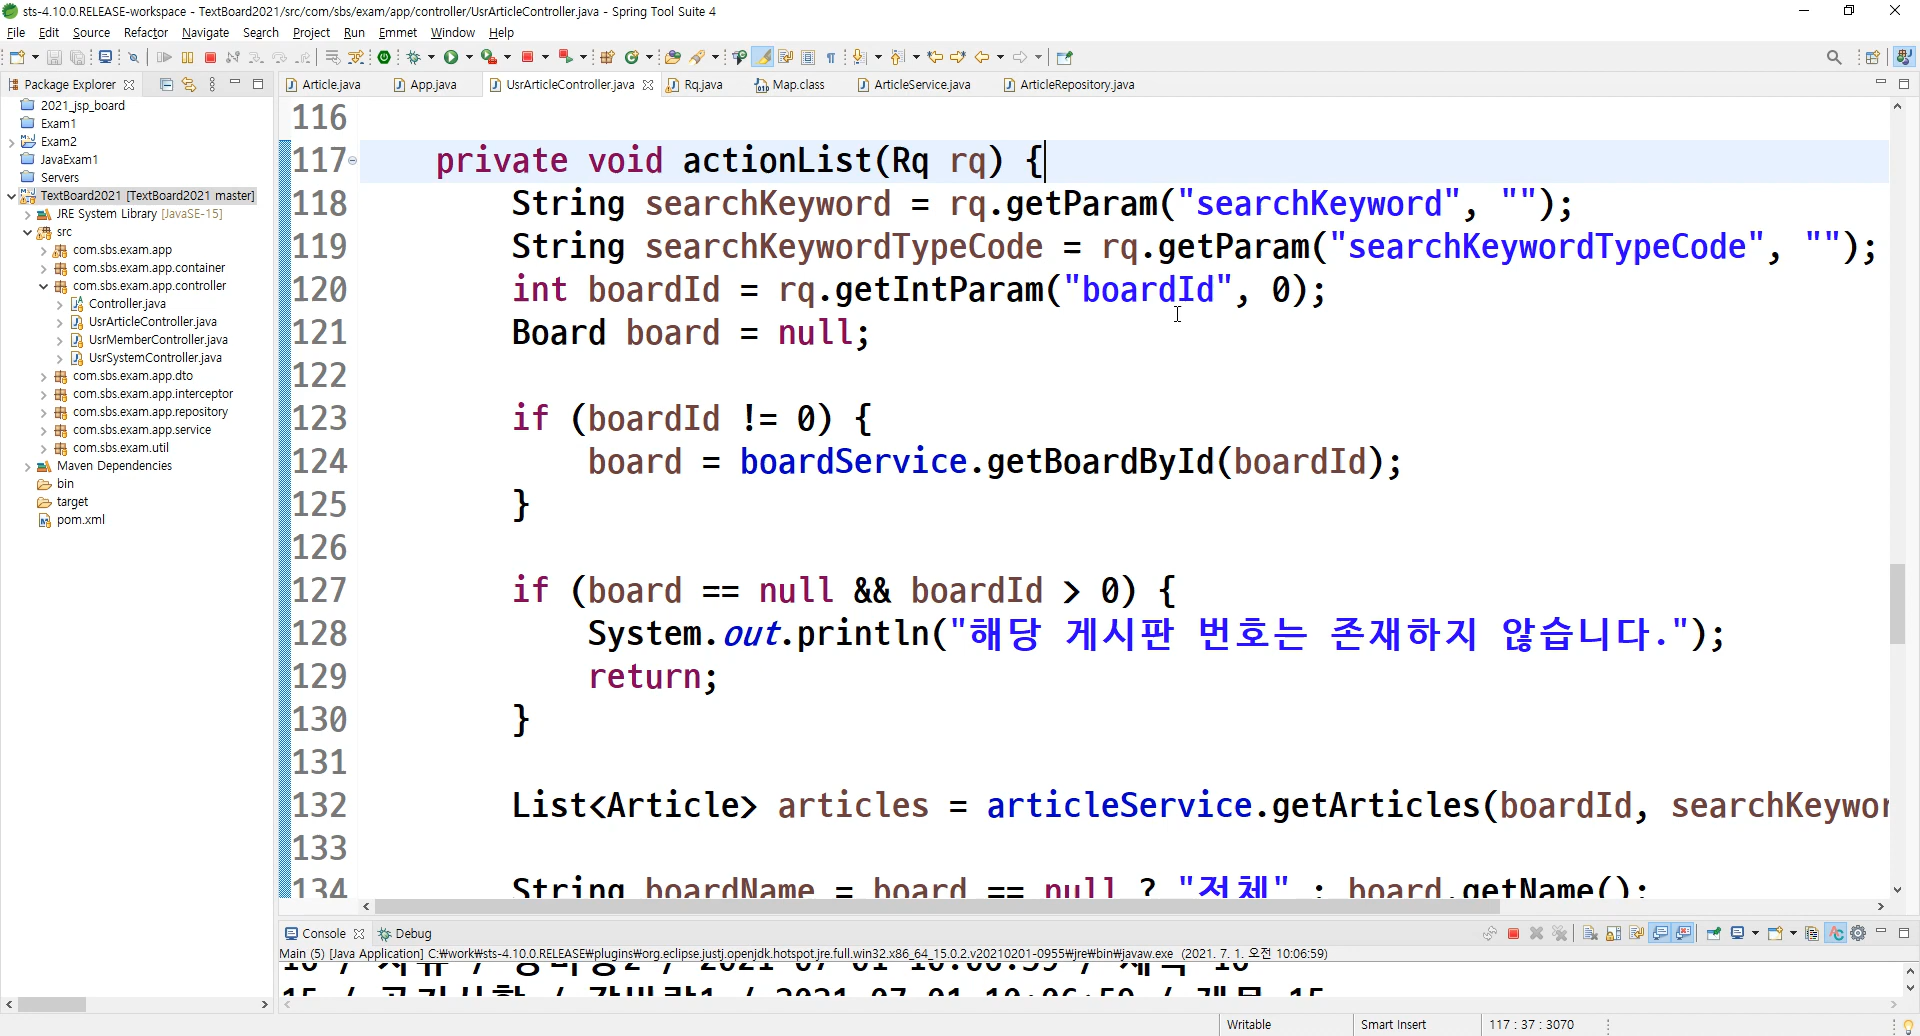 sts-4.10.0.RELEASE-workspace - TextBoard2021/src/com/sbs/exam/app/controller/UsrArticleController.java - Spring Tool Suite 4
File Edit Source Refactor Navigate Search Project Run Emmet Window Help
Package Explorer
Article.java App.java UsrArticleController.java Rq.java Map.class ArticleService.java ArticleRepository.java
2021_jsp_board
Exam1
Exam2
JavaExam1
Servers
TextBoard2021 [TextBoard2021 master]
JRE System Library [JavaSE-15]
src
com.sbs.exam.app
com.sbs.exam.app.container
com.sbs.exam.app.controller
Controller.java
UsrArticleController.java
UsrMemberController.java
UsrSystemController.java
com.sbs.exam.app.dto
com.sbs.exam.app.interceptor
com.sbs.exam.app.repository
com.sbs.exam.app.service
com.sbs.exam.util
Maven Dependencies
bin
target
pom.xml
116
117 private void actionList(Rq rq) {
118 String searchKeyword = rq.getParam("searchKeyword", "");
119 String searchKeywordTypeCode = rq.getParam("searchKeywordTypeCode", "");
120 int boardId = rq.getIntParam("boardId", 0);
121 Board board = null;
122
123 if (boardId != 0) {
124 board = boardService.getBoardById(boardId);
125 }
126
127 if (board == null && boardId > 0) {
128 System.out.println("해당 게시판 번호는 존재하지 않습니다.");
129 return;
130 }
131
132 List<Article> articles = articleService.getArticles(boardId, searchKeywor
133
134 String boardName = board == null ? "전체" : board.getName();
Console Debug
Main (5) [Java Application] C:₩work₩sts-4.10.0.RELEASE₩plugins₩org.eclipse.justj.openjdk.hotspot.jre.full.win32.x86_64_15.0.2.v20210201-0955₩jre₩bin₩javaw.exe (2021. 7. 1. 오전 10:06:59)
Writable Smart Insert 117 : 37 : 3070